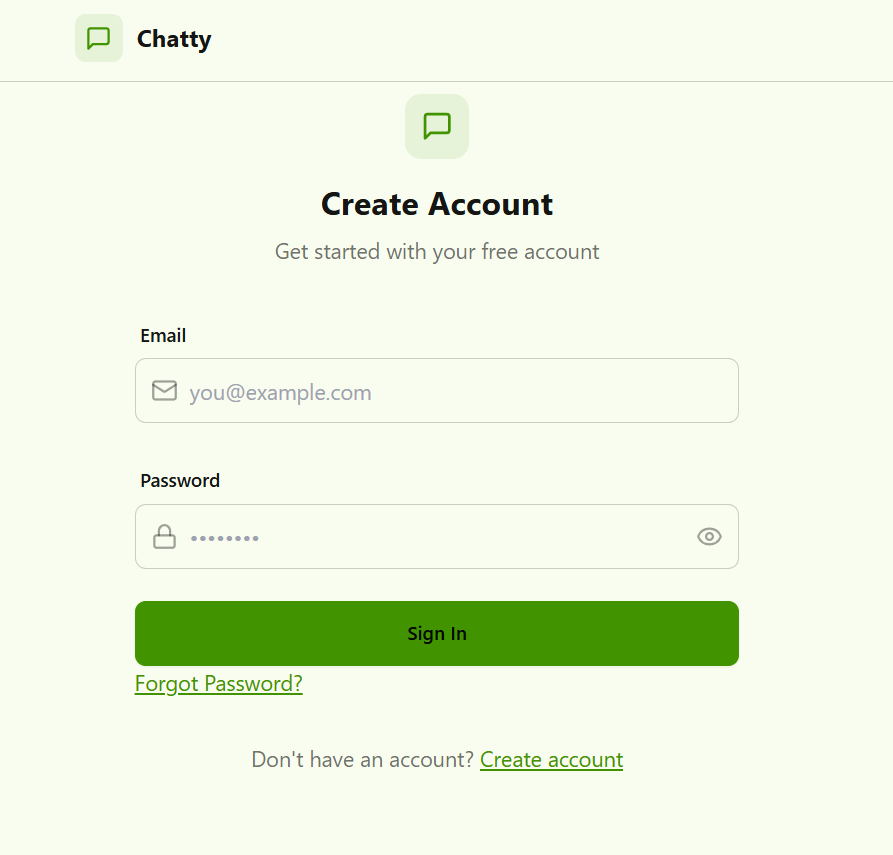 Chatty
Create Account
Get started with your free account
Email
you@example.com
Password
••••••••
Sign In
Forgot Password?
Don't have an account? Create account